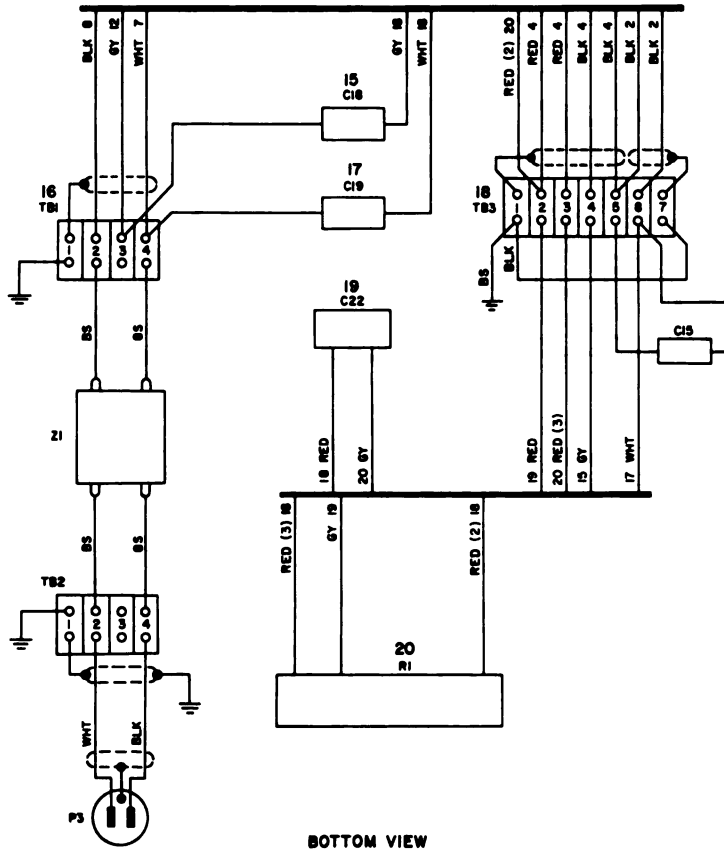 BLK 8
GY 12
WHT 7
GY 18
WHT 18
RED (2) 20
RED 4
RED 4
BLK 4
BLK 4
BLK 2
BLK 2
15
C18
17
C19
16
TB1
1 2 3 4
18
TB3
1 2 3 4 5 6 7
BS
BLK
C15
19
C22
BS
BS
Z1
18 RED
20 GY
19 RED
20 RED (3)
15 GY
17 WHT
BS
BS
RED (3) 18
GY 19
RED (2) 18
TB2
1 2 3 4
20
R1
WHT
BLK
P3
BOTTOM VIEW